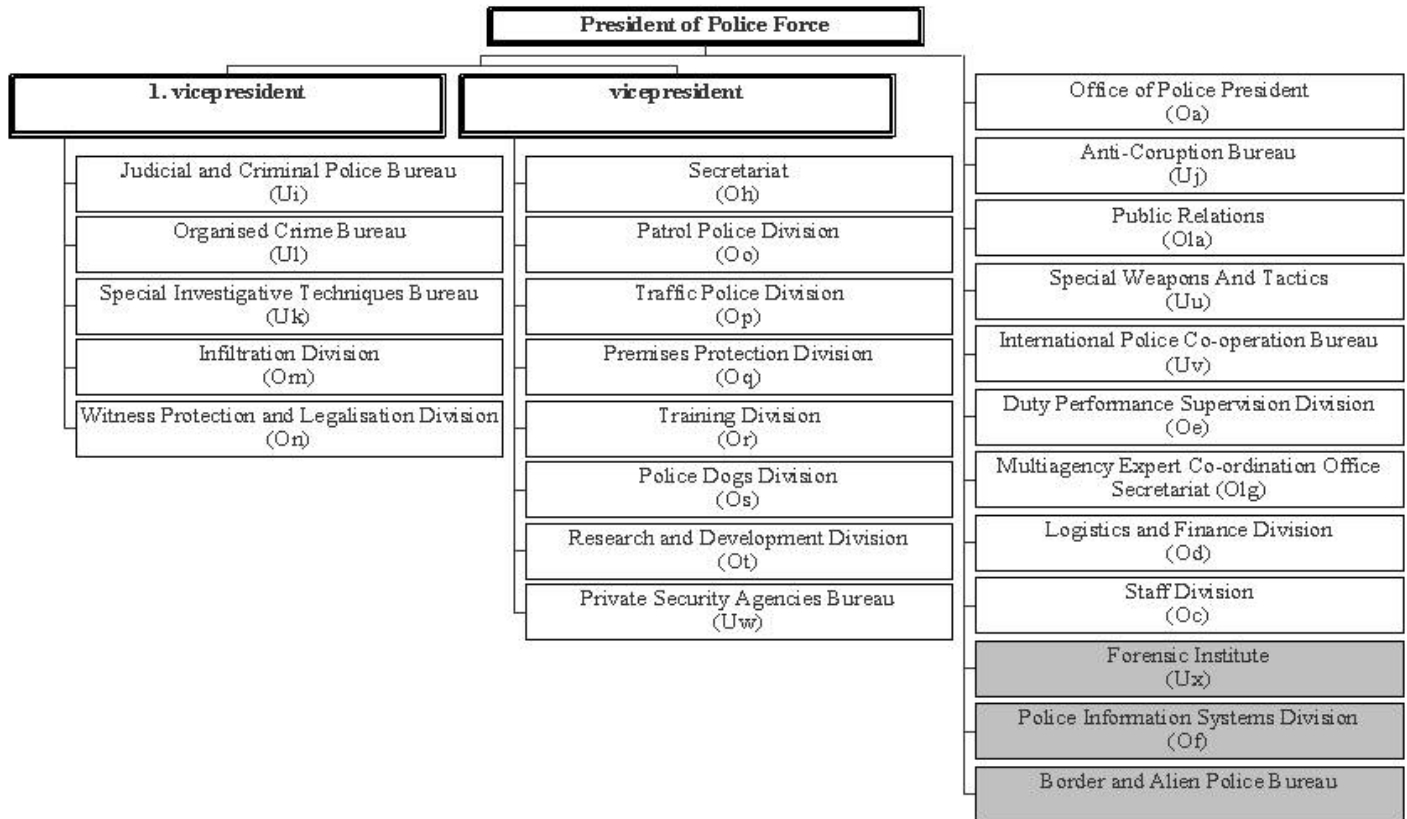 President of Police Force
1. vicepresident
vicepresident
Judicial and Criminal Police Bureau
(Ui)
Organised Crime Bureau
(Ul)
Special Investigative Techniques Bureau
(Uk)
Infiltration Division
(Om)
Witness Protection and Legalisation Division
(On)
Secretariat
(Oh)
Patrol Police Division
(Oo)
Traffic Police Division
(Op)
Premises Protection Division
(Oq)
Training Division
(Or)
Police Dogs Division
(Os)
Research and Development Division
(Ot)
Private Security Agencies Bureau
(Uw)
Office of Police President
(Oa)
Anti-Coruption Bureau
(Uj)
Public Relations
(Ola)
Special Weapons And Tactics
(Uu)
International Police Co-operation Bureau
(Uv)
Duty Performance Supervision Division
(Oe)
Multiagency Expert Co-ordination Office
Secretariat (Olg)
Logistics and Finance Division
(Od)
Staff Division
(Oc)
Forensic Institute
(Ux)
Police Information Systems Division
(Of)
Border and Alien Police Bureau